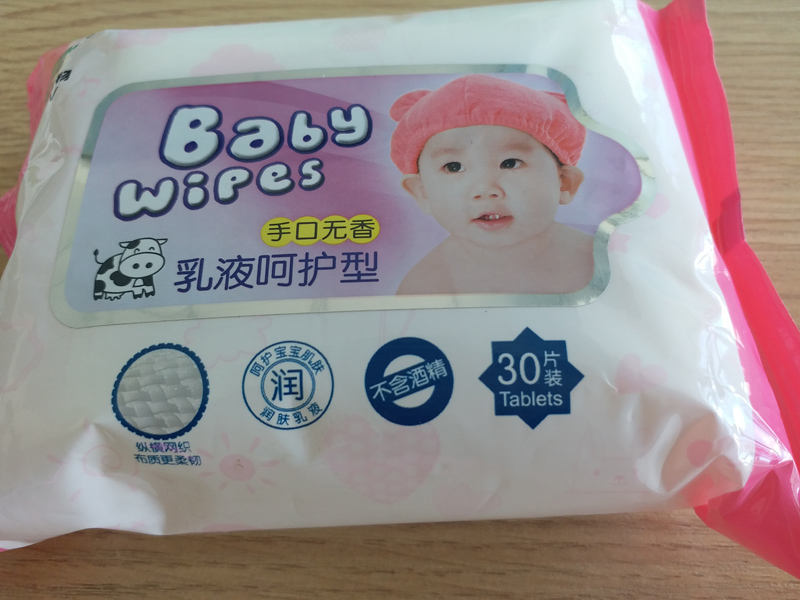 Baby
Wipes
手口无香
乳液呵护型
纵横网织
布质更柔韧
呵护宝宝肌肤
润
润肤乳液
不含酒精
30片装
Tablets